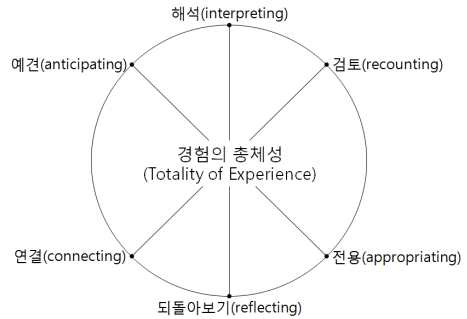 해석(interpreting)
예견(anticipating)
검토(recounting)
경험의 총체성
(Totality of Experience)
연결(connecting)
전용(appropriating)
되돌아보기(reflecting)